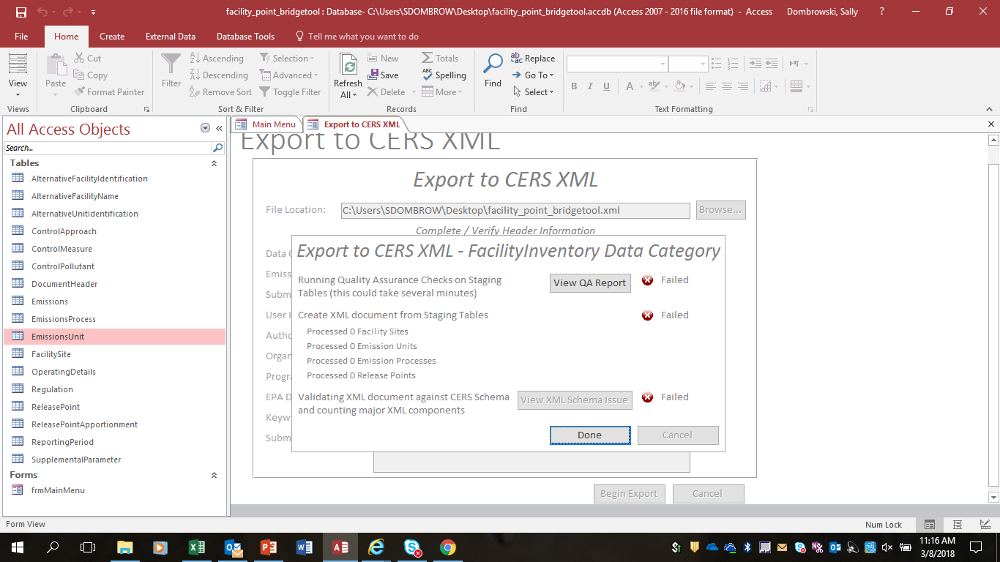 facility_point_bridgetool : Database- C:\Users\SDOMBROW\Desktop\facility_point_bridgetool.accdb (Access 2007 - 2016 file format) - Access
Dombrowski, Sally
?
File
Home
Create
External Data
Database Tools
Tell me what you want to do
View
Views
Paste
Cut
Copy
Format Painter
Clipboard
Filter
Ascending
Descending
Remove Sort
Selection
Advanced
Toggle Filter
Sort & Filter
Refresh
All
New
Save
Delete
Totals
Spelling
More
Records
Find
Replace
Go To
Select
Find
B I U
A
Text Formatting
All Access Objects
Search...
Tables
AlternativeFacilityIdentification
AlternativeFacilityName
AlternativeUnitIdentification
ControlApproach
ControlMeasure
ControlPollutant
DocumentHeader
Emissions
EmissionsProcess
EmissionsUnit
FacilitySite
OperatingDetails
Regulation
ReleasePoint
ReleasePointApportionment
ReportingPeriod
SupplementalParameter
Forms
frmMainMenu
Main Menu
Export to CERS XML
Export to CERS XML
Export to CERS XML
File Location:
C:\Users\SDOMBROW\Desktop\facility_point_bridgetool.xml
Browse...
Complete / Verify Header Information
Data C
Emiss
Subm
User I
Autho
Organ
Progra
EPA D
Keyw
Subm
Export to CERS XML - FacilityInventory Data Category
Running Quality Assurance Checks on Staging
Tables (this could take several minutes)
View QA Report
Failed
Create XML document from Staging Tables
Failed
Processed 0 Facility Sites
Processed 0 Emission Units
Processed 0 Emission Processes
Processed 0 Release Points
Validating XML document against CERS Schema
and counting major XML components
View XML Schema Issue
Failed
Done
Cancel
Begin Export
Cancel
Form View
Num Lock
11:16 AM
3/8/2018